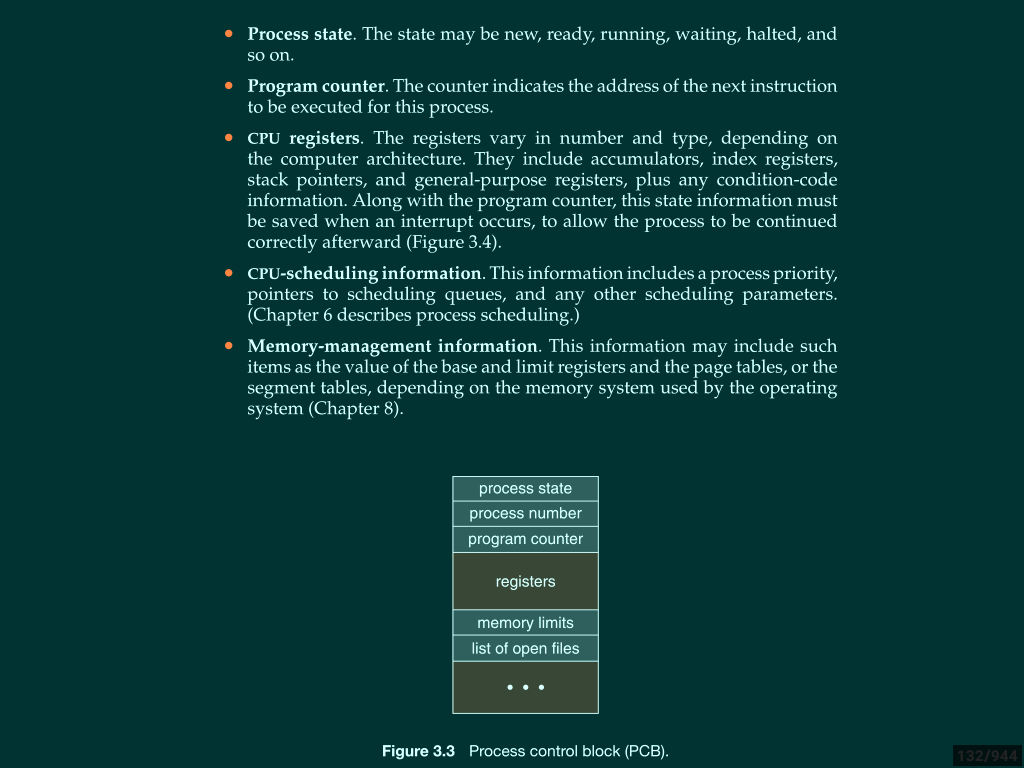 • Process state. The state may be new, ready, running, waiting, halted, and
so on.
• Program counter. The counter indicates the address of the next instruction
to be executed for this process.
• CPU registers. The registers vary in number and type, depending on
the computer architecture. They include accumulators, index registers,
stack pointers, and general-purpose registers, plus any condition-code
information. Along with the program counter, this state information must
be saved when an interrupt occurs, to allow the process to be continued
correctly afterward (Figure 3.4).
• CPU-scheduling information. This information includes a process priority,
pointers to scheduling queues, and any other scheduling parameters.
(Chapter 6 describes process scheduling.)
• Memory-management information. This information may include such
items as the value of the base and limit registers and the page tables, or the
segment tables, depending on the memory system used by the operating
system (Chapter 8).
process state
process number
program counter
registers
memory limits
list of open files
• • •
Figure 3.3 Process control block (PCB).
132/944